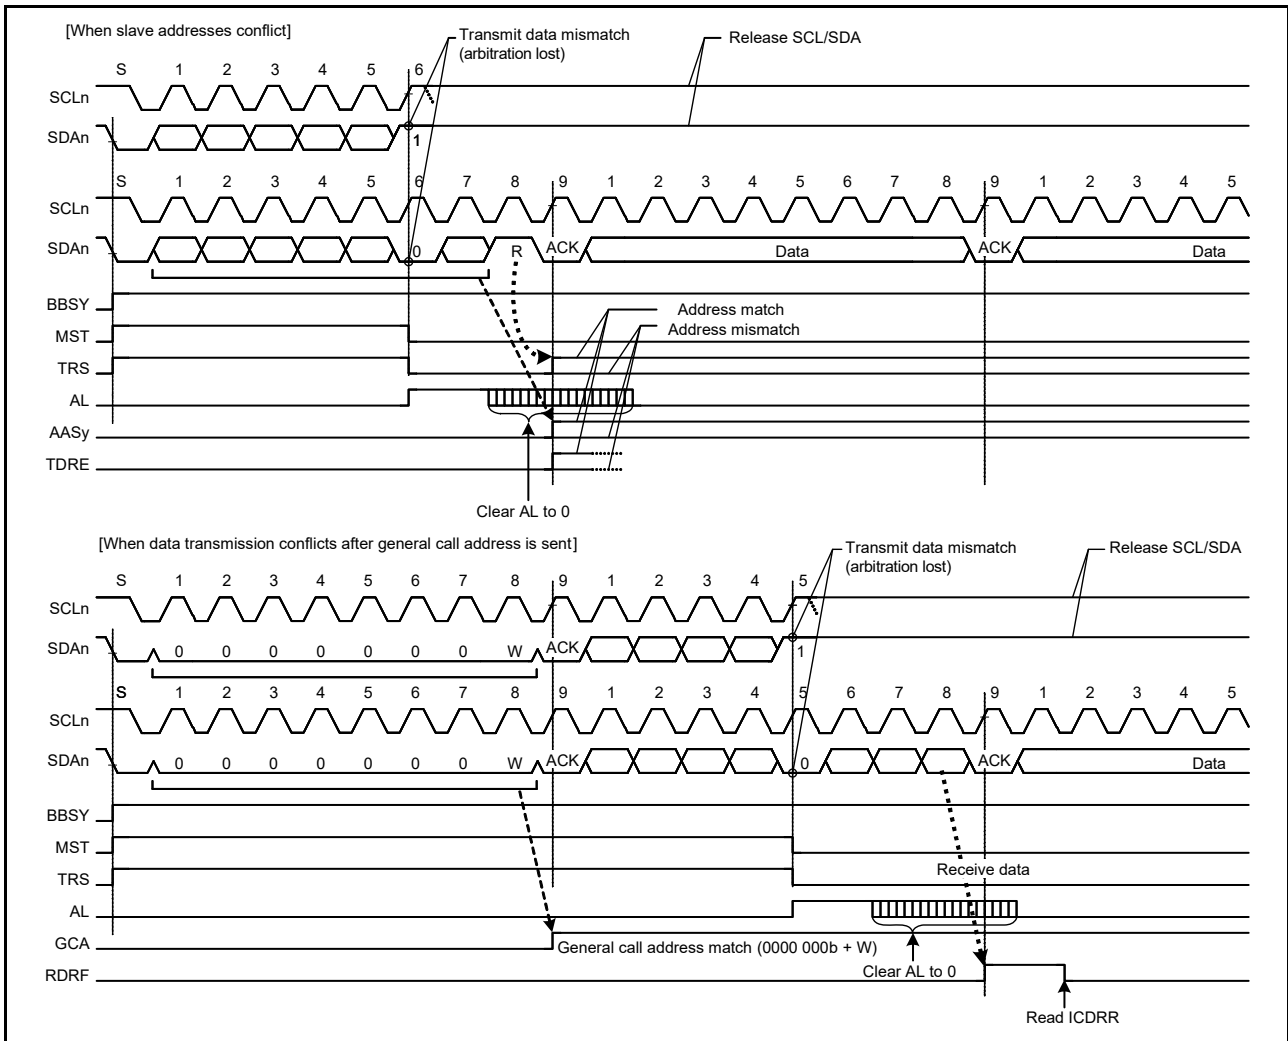 [When slave addresses conflict]
Transmit data mismatch
(arbitration lost)
Release SCL/SDA
S 1 2 3 4 5 6
SCLn
SDAn 1
S 1 2 3 4 5 6 7 8 9 1 2 3 4 5 6 7 8 9 1 2 3 4 5
SCLn
SDAn 0 R ACK Data ACK Data
BBSY
Address match
MST
Address mismatch
TRS
AL
AASy
TDRE
Clear AL to 0
[When data transmission conflicts after general call address is sent]
Transmit data mismatch
(arbitration lost)
Release SCL/SDA
S 1 2 3 4 5 6 7 8 9 1 2 3 4 5
SCLn
SDAn 0 0 0 0 0 0 0 W ACK 1
S 1 2 3 4 5 6 7 8 9 1 2 3 4 5 6 7 8 9 1 2 3 4 5
SCLn
SDAn 0 0 0 0 0 0 0 W ACK 0 ACK Data
BBSY
MST
TRS
Receive data
AL
GCA
General call address match (0000 000b + W)
Clear AL to 0
RDRF
Read ICDRR